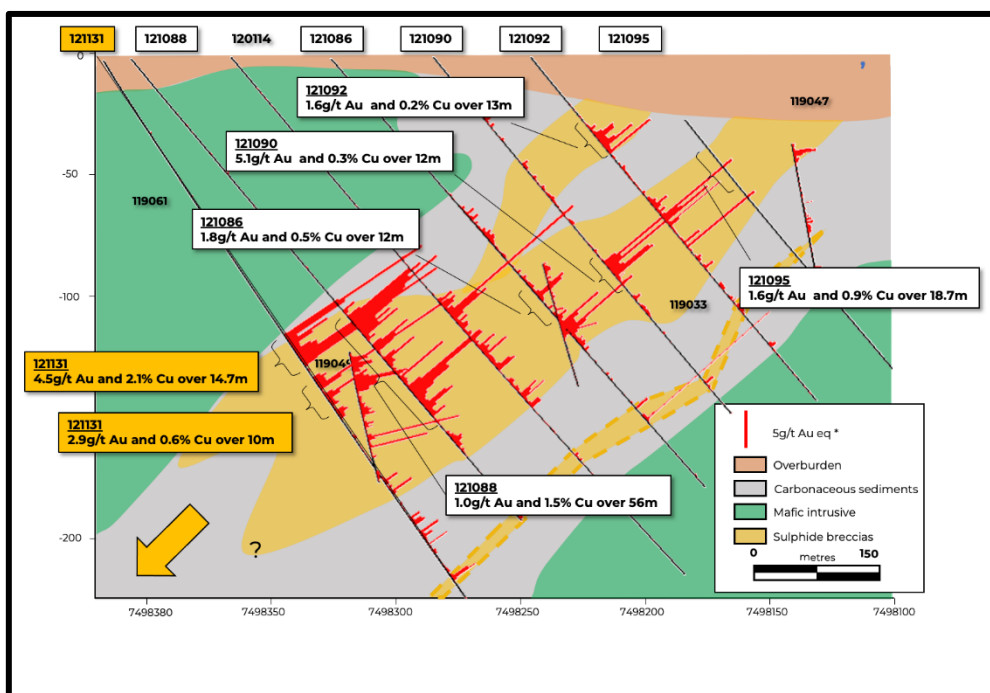 121131
121088
120114
121086
121090
121092
121095
0
121092
1.6g/t Au and 0.2% Cu over 13m
119047
121090
5.1g/t Au and 0.3% Cu over 12m
-50
119061
121086
1.8g/t Au and 0.5% Cu over 12m
121095
1.6g/t Au and 0.9% Cu over 18.7m
-100
119033
121131
4.5g/t Au and 2.1% Cu over 14.7m
119049
121131
2.9g/t Au and 0.6% Cu over 10m
121088
1.0g/t Au and 1.5% Cu over 56m
-200
?
5g/t Au eq *
Overburden
Carbonaceous sediments
Mafic intrusive
Sulphide breccias
0 metres 150
7498380 7498350 7498300 7498250 7498200 7498150 7498100